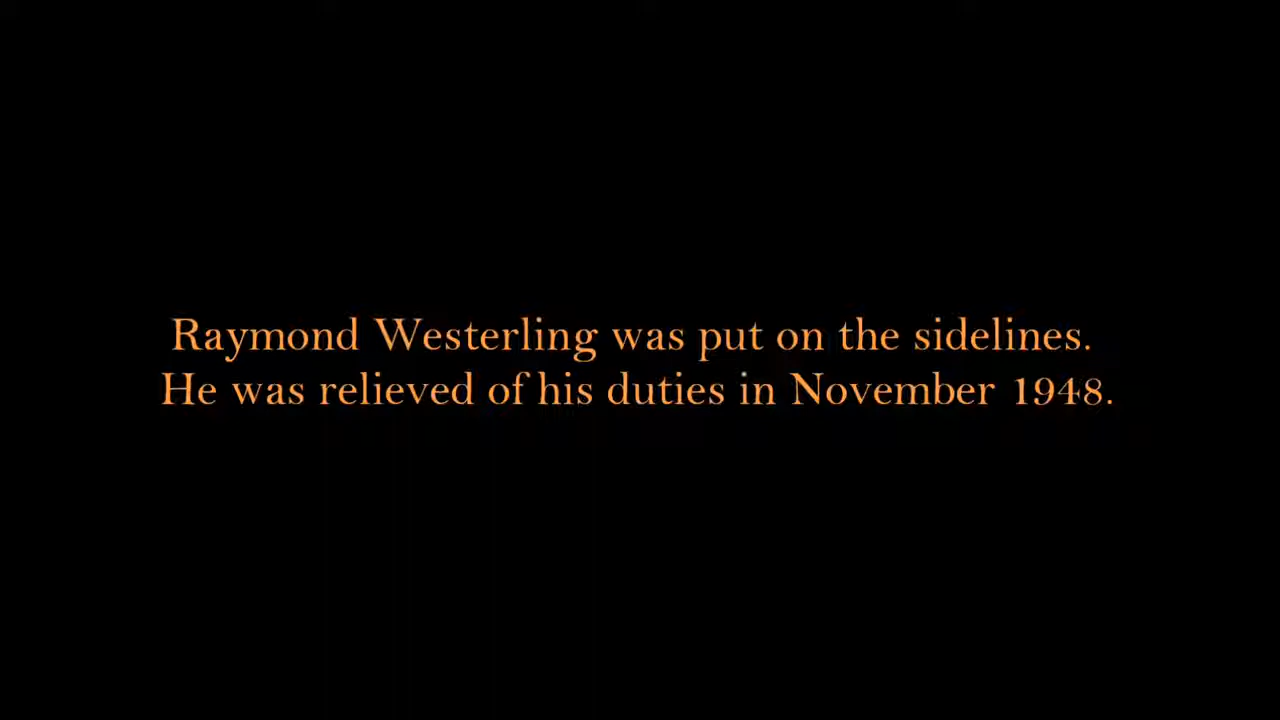 Raymond Westerling was put on the sidelines.
He was relieved of his duties in November 1948.